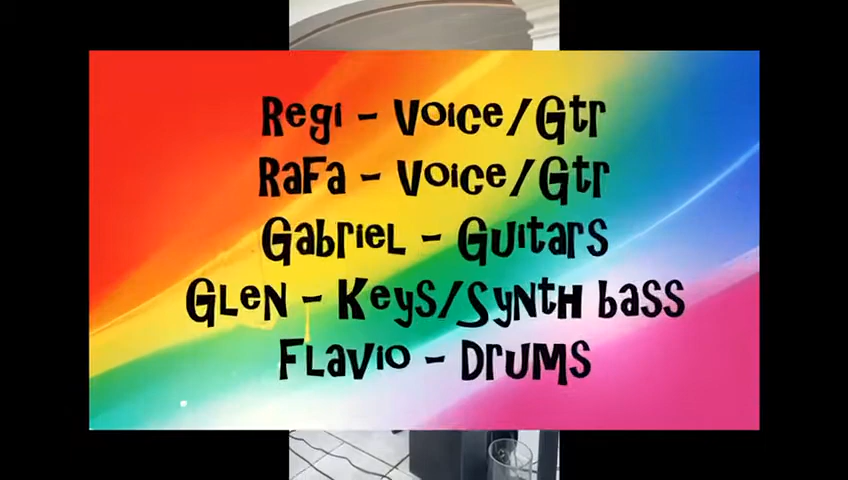 Regi - Voice/Gtr
RaFa - Voice/Gtr
Gabriel - Guitars
Glen - Keys/Synth bass
Flavio - Drums